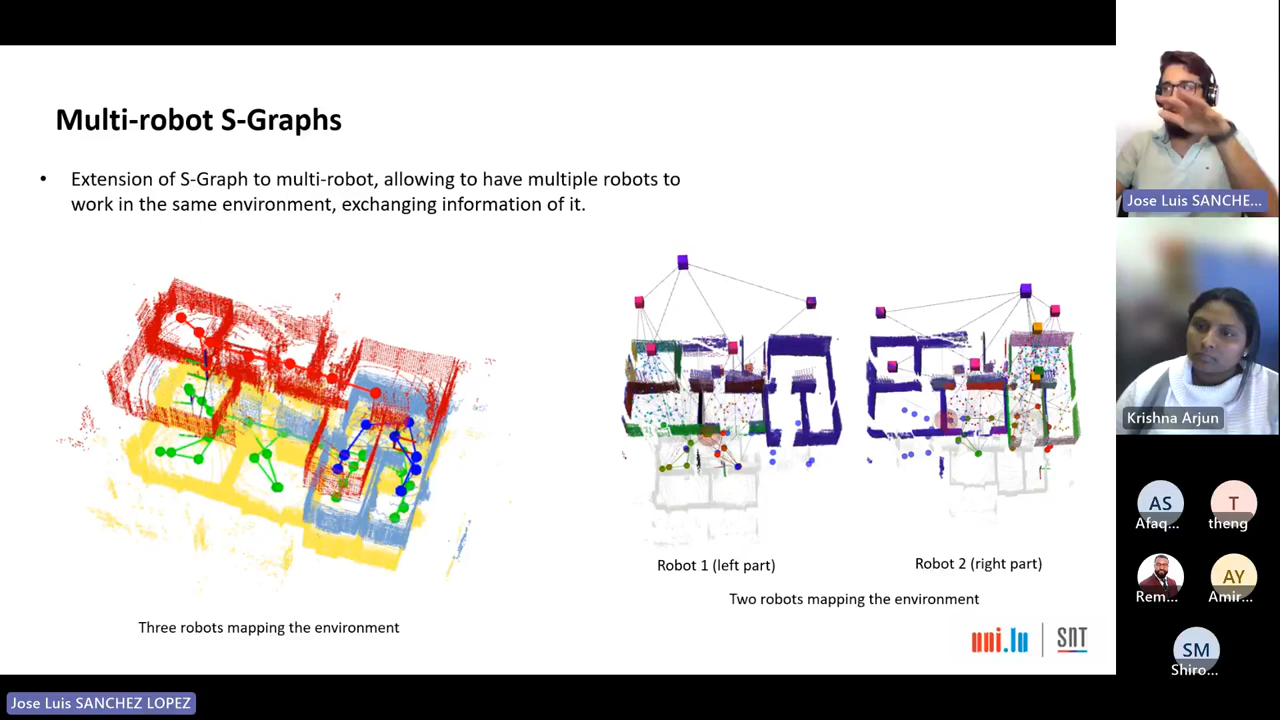 Multi-robot S-Graphs
• Extension of S-Graph to multi-robot, allowing to have multiple robots to
work in the same environment, exchanging information of it.
Robot 1 (left part)
Robot 2 (right part)
Two robots mapping the environment
Three robots mapping the environment
uni.lu
SNT
Jose Luis SANCHE...
Krishna Arjun
AS
Afaq...
T
theng
Rem...
AY
Amir...
SM
Shiro...
Jose Luis SANCHEZ LOPEZ